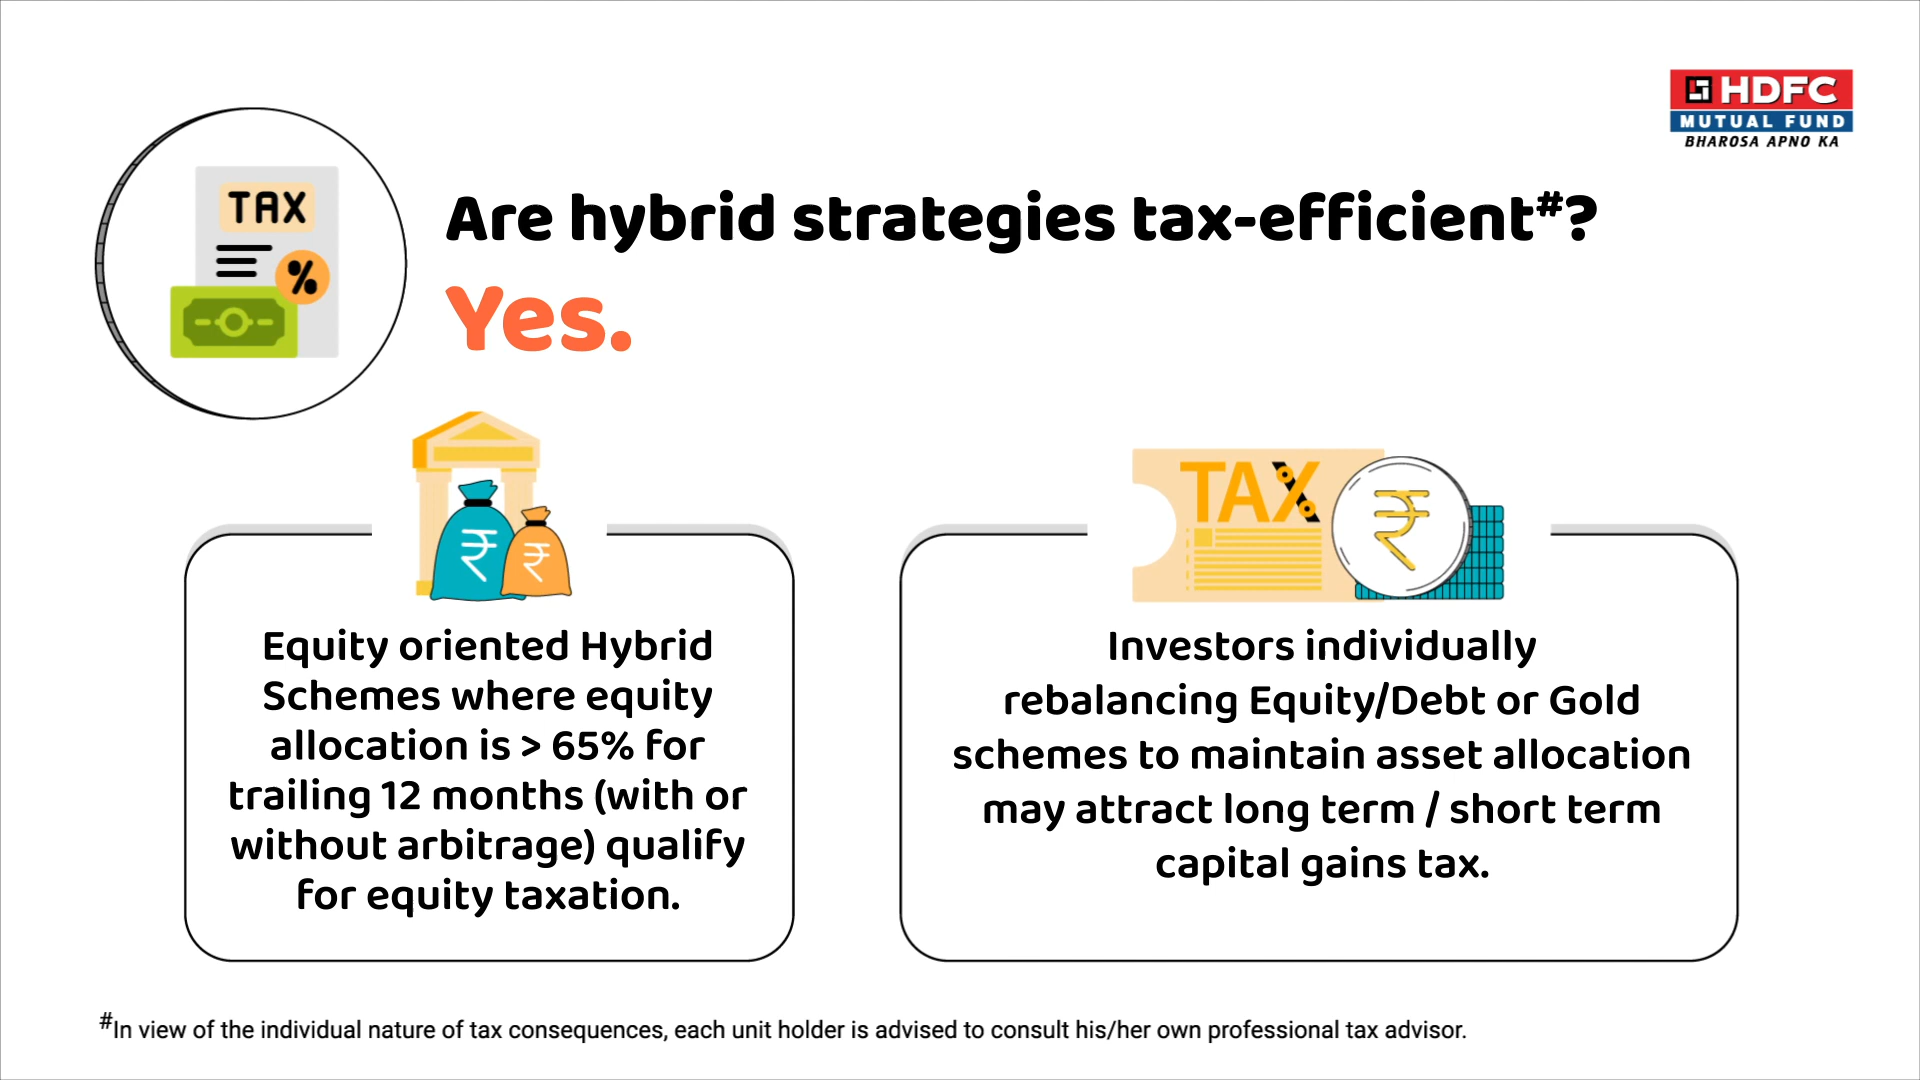 HDFC
MUTUAL FUND
BHAROSA APNO KA
TAX
%
Are hybrid strategies tax-efficient#?
Yes.
₹ ₹
TAX ₹
Equity oriented Hybrid
Schemes where equity
allocation is > 65% for
trailing 12 months (with or
without arbitrage) qualify
for equity taxation.
Investors individually
rebalancing Equity/Debt or Gold
schemes to maintain asset allocation
may attract long term / short term
capital gains tax.
#In view of the individual nature of tax consequences, each unit holder is advised to consult his/her own professional tax advisor.